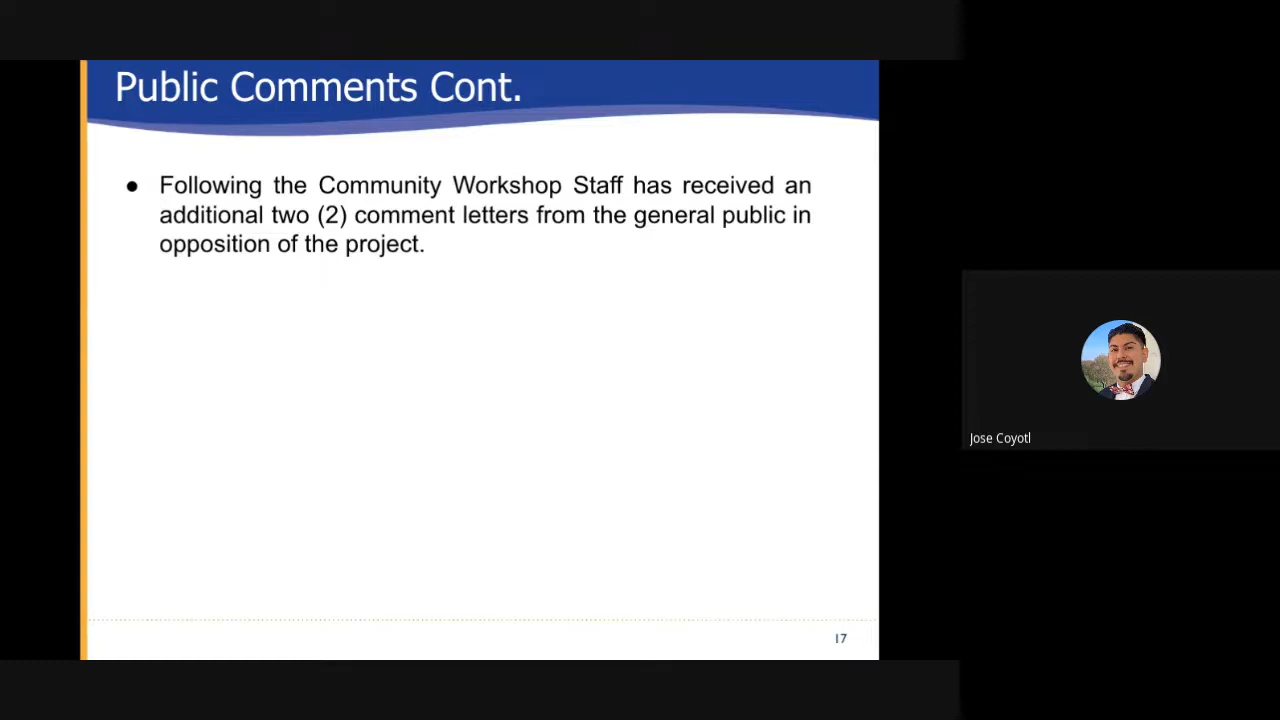 Public Comments Cont.
● Following the Community Workshop Staff has received an
additional two (2) comment letters from the general public in
opposition of the project.
Jose Coyotl
17